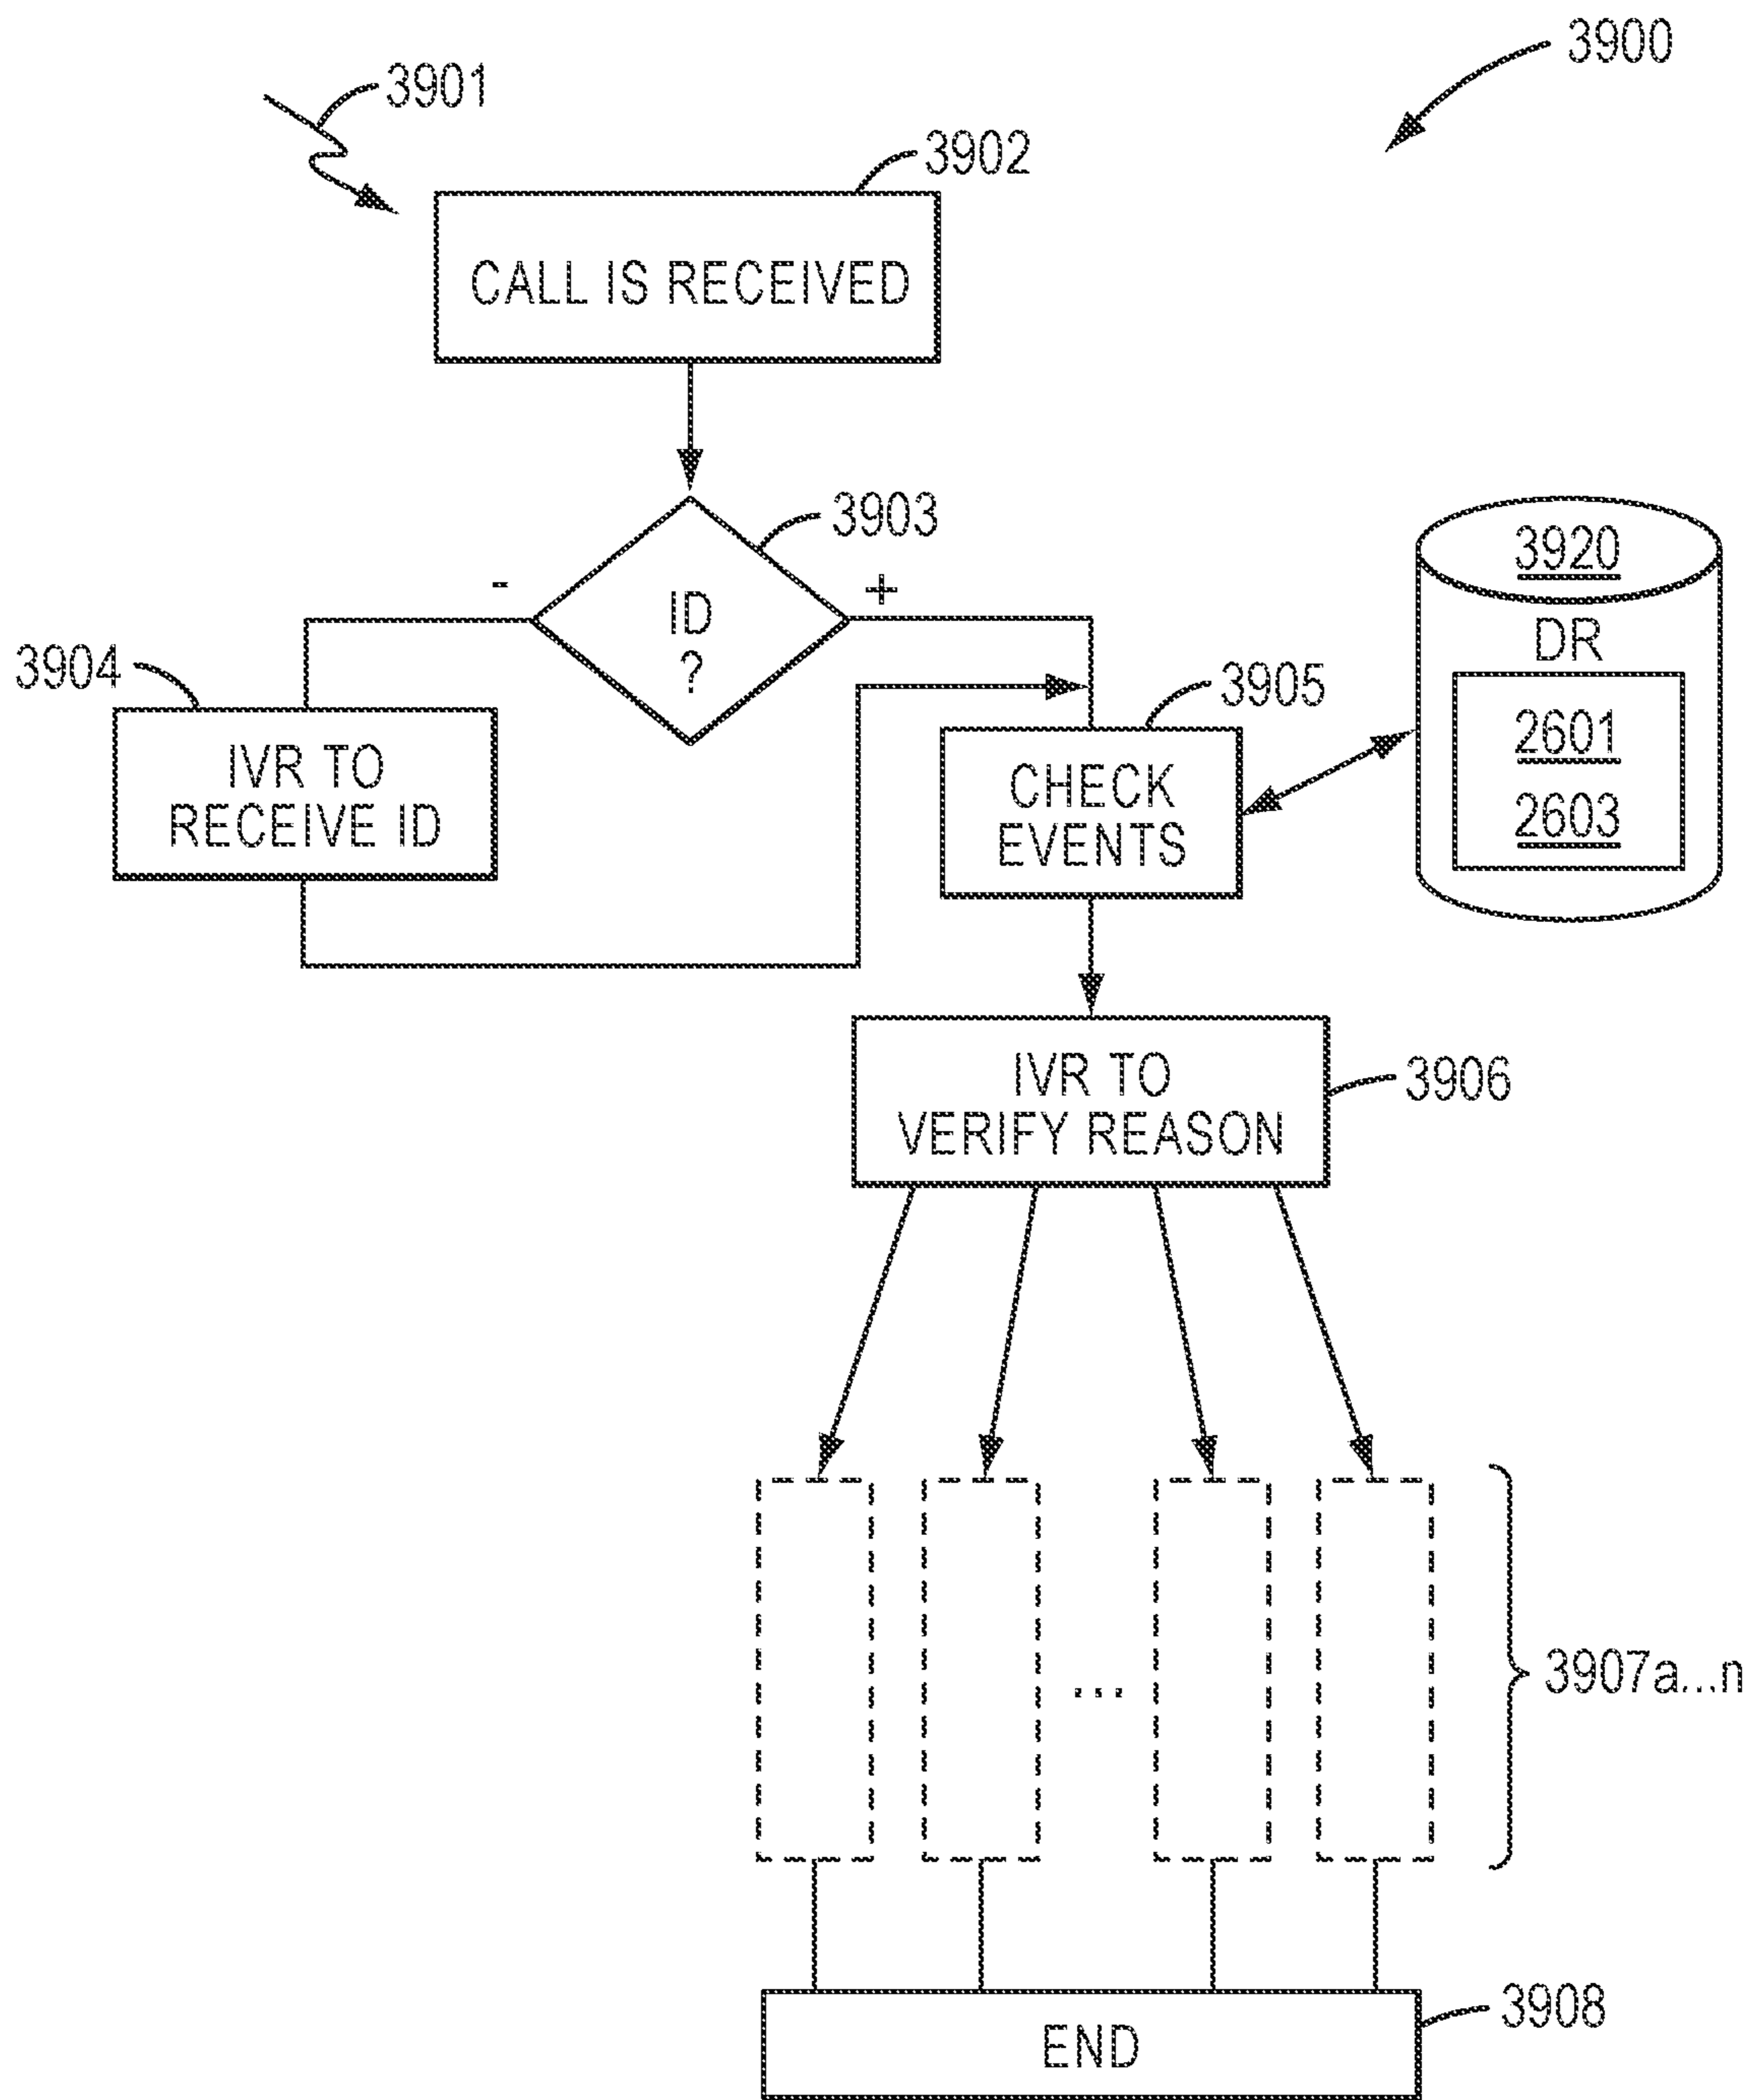 3900
3901
3902
CALL IS RECEIVED
3903
-
+
ID
?
3920
DR
2601
2603
3904
IVR TO
RECEIVE ID
3905
CHECK
EVENTS
IVR TO
VERIFY REASON
3906
...
3907a...n
END
3908